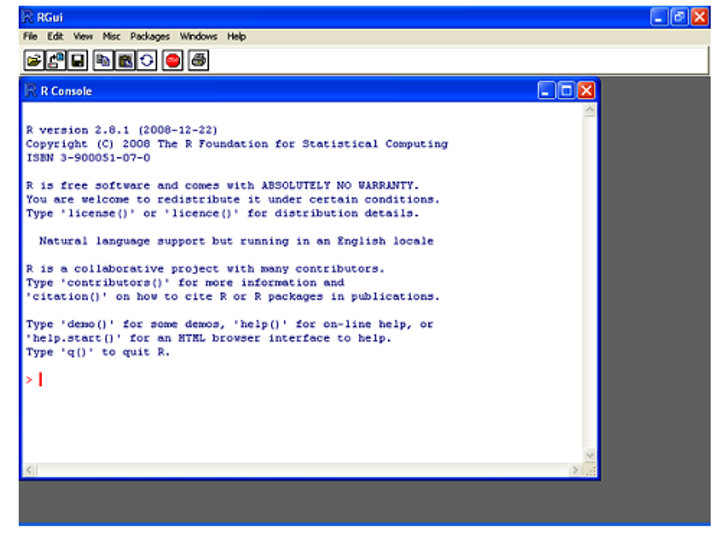 RGui
File Edit View Misc Packages Windows Help
R Console
R version 2.8.1 (2008-12-22)
Copyright (C) 2008 The R Foundation for Statistical Computing
ISBN 3-900051-07-0
R is free software and comes with ABSOLUTELY NO WARRANTY.
You are welcome to redistribute it under certain conditions.
Type 'license()' or 'licence()' for distribution details.
Natural language support but running in an English locale
R is a collaborative project with many contributors.
Type 'contributors()' for more information and
'citation()' on how to cite R or R packages in publications.
Type 'demo()' for some demos, 'help()' for on-line help, or
'help.start()' for an HTML browser interface to help.
Type 'q()' to quit R.
>